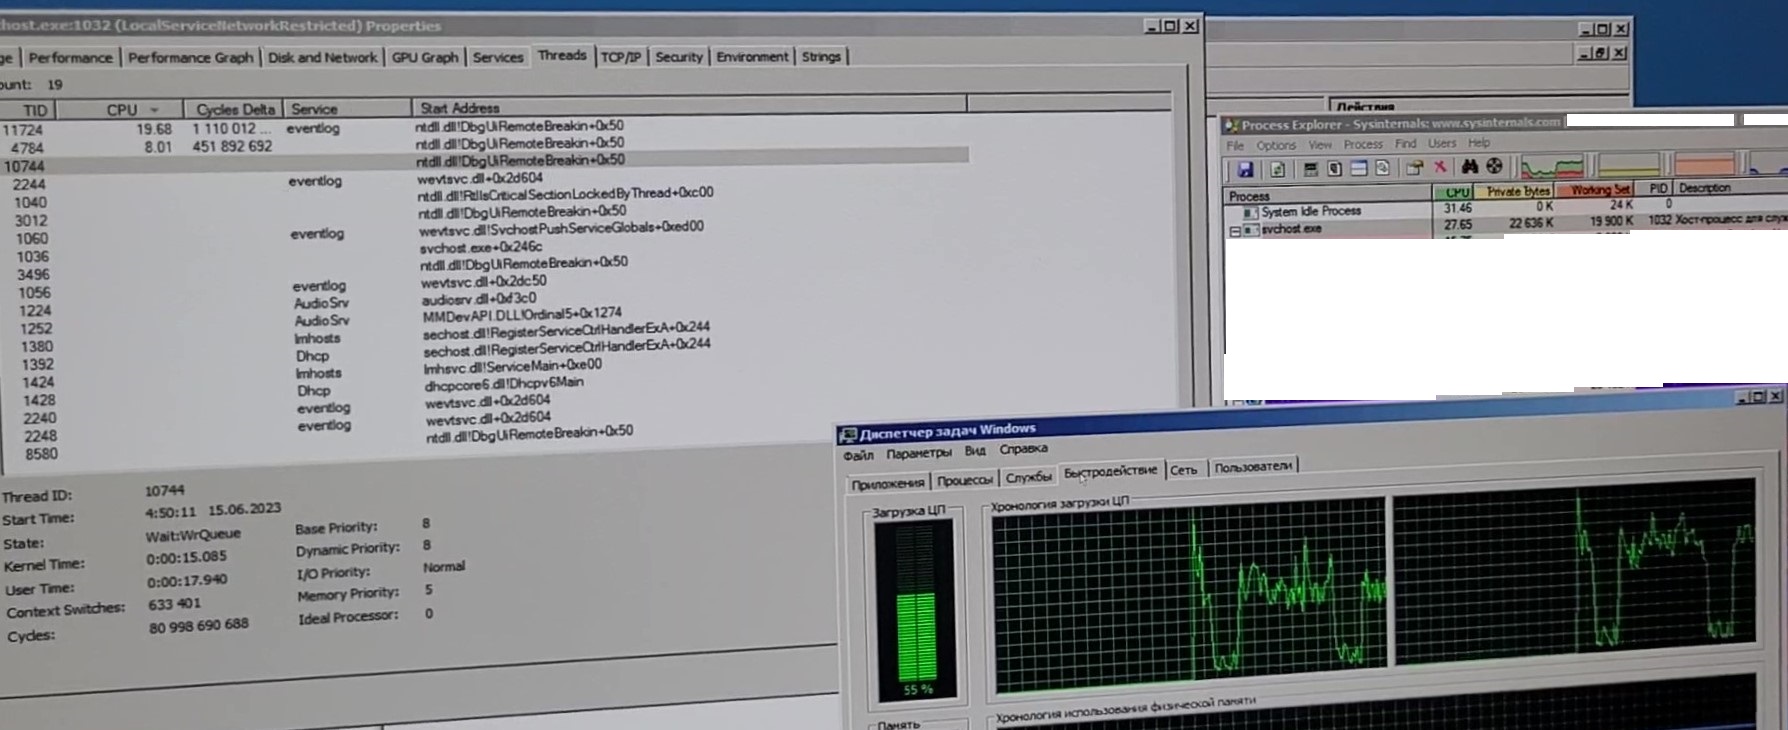 host.exe:1032 (LocalServiceNetworkRestricted) Properties
ge Performance Performance Graph Disk and Network GPU Graph Services Threads TCP/IP Security Environment Strings
ount: 19
TID CPU Cycles Delta Service Start Address
11724 19.68 1 110 012 ... eventlog ntdll.dll!DbgUiRemoteBreakin+0x50
4784 8.01 451 892 692 ntdll.dll!DbgUiRemoteBreakin+0x50
10744 ntdll.dll!DbgUiRemoteBreakin+0x50
2244 eventlog wevtsvc.dll+0x2d604
1040 ntdll.dll!RtlIsCriticalSectionLockedByThread+0xc00
3012 ntdll.dll!DbgUiRemoteBreakin+0x50
1060 eventlog wevtsvc.dll!SvchostPushServiceGlobals+0xed00
1036 svchost.exe+0x246c
3496 ntdll.dll!DbgUiRemoteBreakin+0x50
1056 eventlog wevtsvc.dll+0x2dc50
1224 AudioSrv audiosrv.dll+0xf3c0
1252 AudioSrv MMDevAPI.DLL!Ordinal5+0x1274
1380 lmhosts sechost.dll!RegisterServiceCtrlHandlerExA+0x244
1392 Dhcp sechost.dll!RegisterServiceCtrlHandlerExA+0x244
1424 lmhosts lmhsvc.dll!ServiceMain+0xe00
1428 Dhcp dhcpcore6.dll!Dhcpv6Main
2240 eventlog wevtsvc.dll+0x2d604
2248 eventlog wevtsvc.dll+0x2d604
8580 ntdll.dll!DbgUiRemoteBreakin+0x50
Thread ID: 10744
Start Time: 4:50:11 15.06.2023
State: Wait:WrQueue Base Priority: 8
Kernel Time: 0:00:15.085 Dynamic Priority: 8
User Time: 0:00:17.940 I/O Priority: Normal
Context Switches: 633 401 Memory Priority: 5
Cycles: 80 998 690 688 Ideal Processor: 0
Действия
Process Explorer - Sysinternals: www.sysinternals.com
File Options View Process Find Users Help
Process CPU Private Bytes Working Set PID Description
System Idle Process 31.46 0 K 24 K 0
svchost.exe 27.65 22 636 K 19 900 K 1032 Хост-процесс для служ
Диспетчер задач Windows
Файл Параметры Вид Справка
Приложения Процессы Службы Быстродействие Сеть Пользователи
Загрузка ЦП Хронология загрузки ЦП
55 %
Память Хронология использования физической памяти